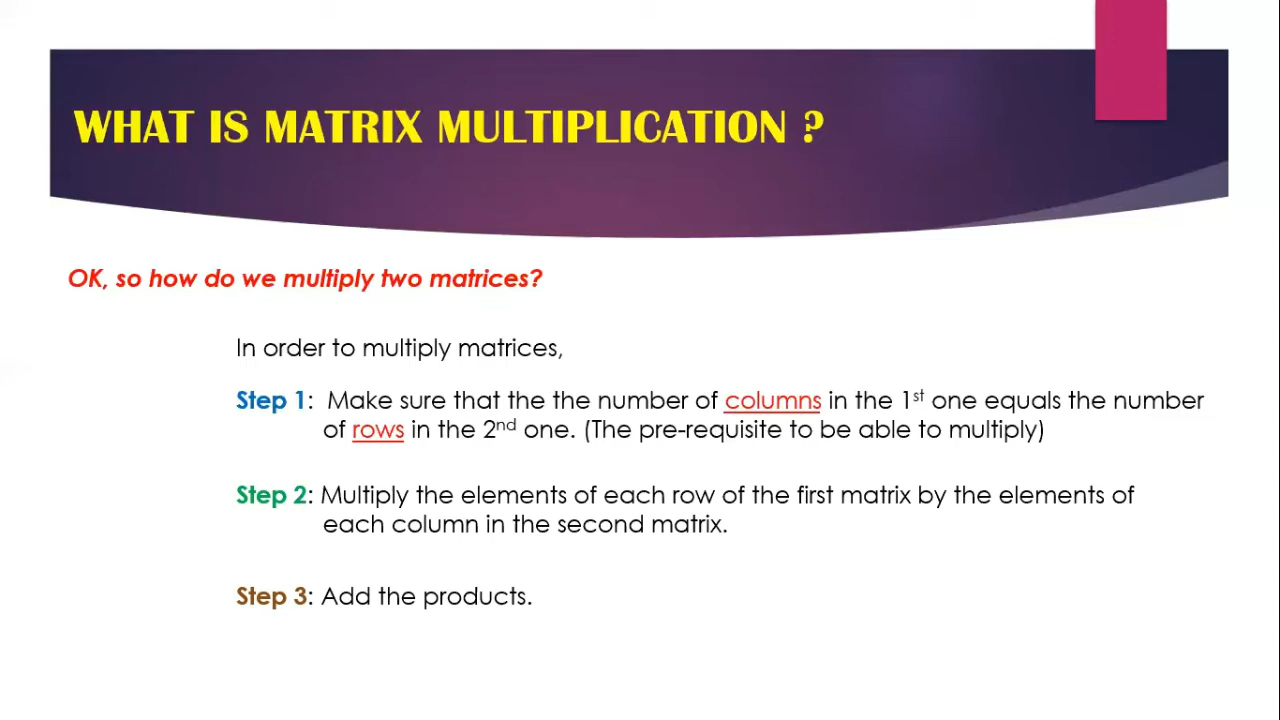 WHAT IS MATRIX MULTIPLICATION ?
OK, so how do we multiply two matrices?
In order to multiply matrices,
Step 1: Make sure that the the number of columns in the 1st one equals the number
of rows in the 2nd one. (The pre-requisite to be able to multiply)
Step 2: Multiply the elements of each row of the first matrix by the elements of
each column in the second matrix.
Step 3: Add the products.